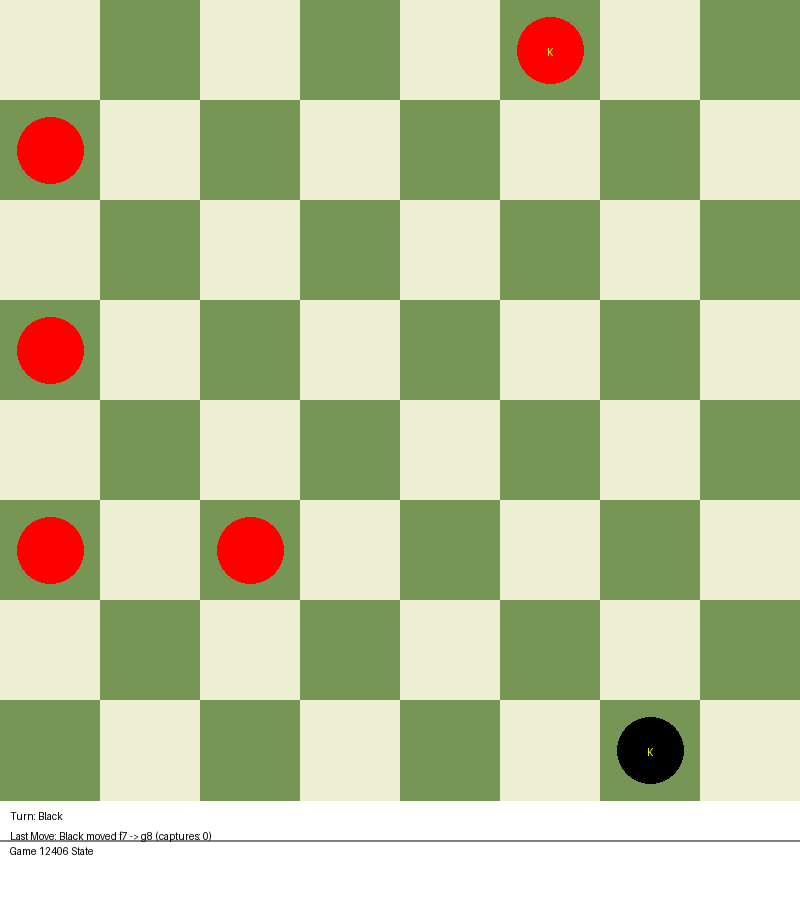 K
K
Turn: Black
Last Move: Black moved f7 -> g8 (captures: 0)
Game 12406 State